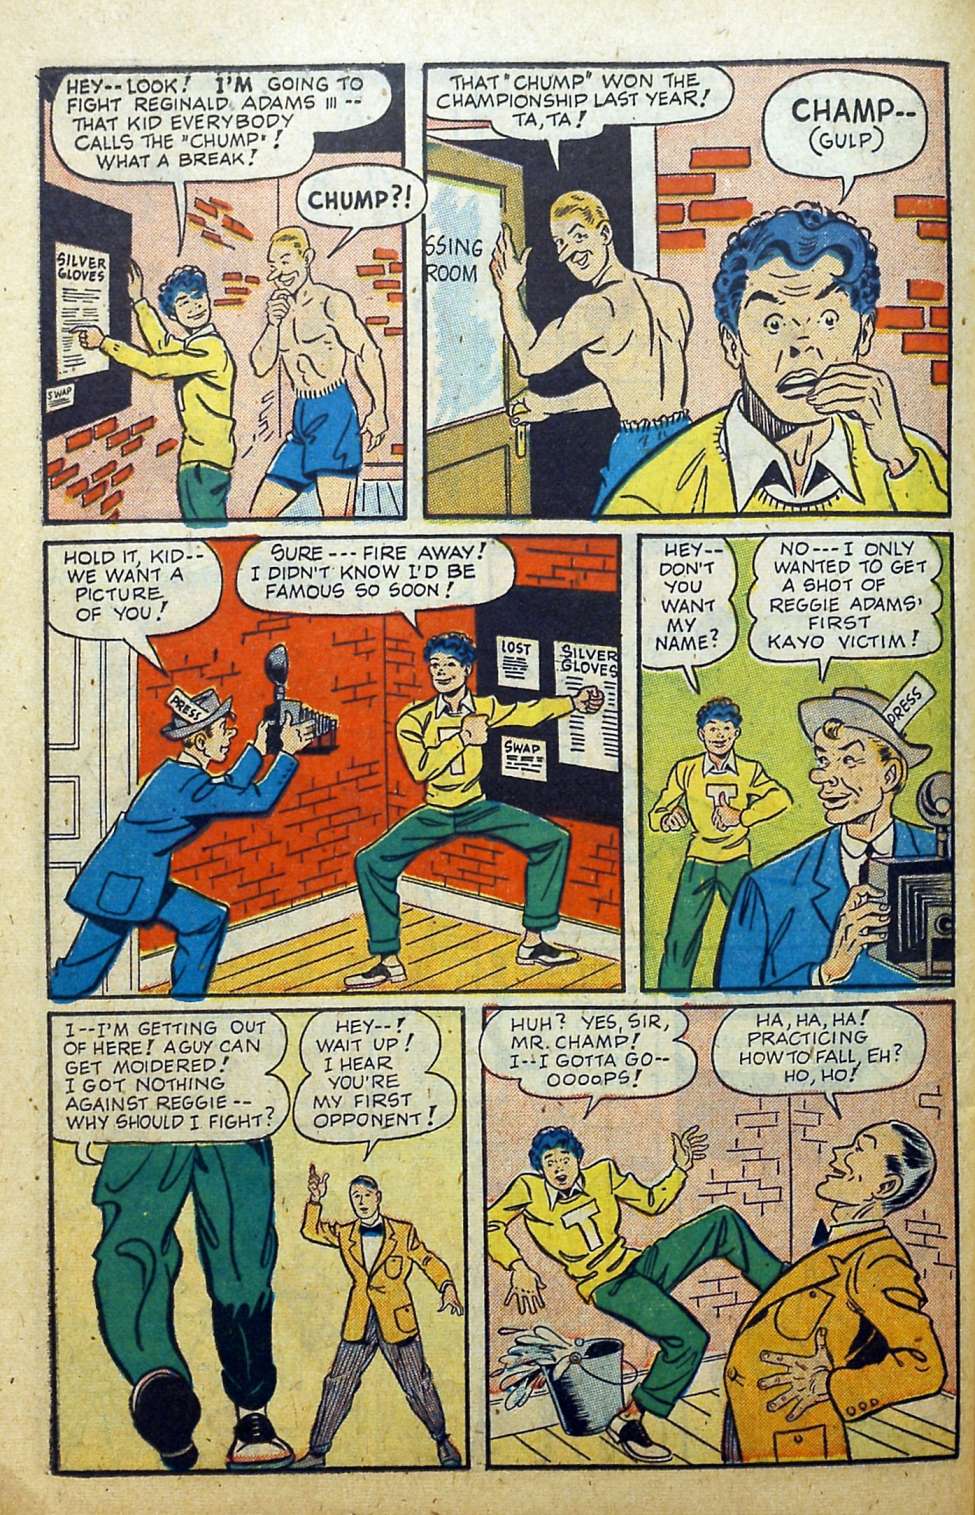 HEY-- LOOK! I'M GOING TO
FIGHT REGINALD ADAMS III --
THAT KID EVERYBODY
CALLS THE "CHUMP"!
WHAT A BREAK!
CHUMP?!
SILVER
GLOVES
SWAP
THAT "CHUMP" WON THE
CHAMPIONSHIP LAST YEAR!
TA, TA!
CHAMP--
(GULP)
SSING
ROOM
HOLD IT, KID--
WE WANT A
PICTURE
OF YOU!
SURE --- FIRE AWAY!
I DIDN'T KNOW I'D BE
FAMOUS SO SOON!
PRESS
LOST
SILVER
GLOVES
SWAP
T
HEY--
DON'T
YOU
WANT
MY
NAME?
NO---I ONLY
WANTED TO GET
A SHOT OF
REGGIE ADAMS'
FIRST
KAYO VICTIM!
PRESS
T
I--I'M GETTING OUT
OF HERE! A GUY CAN
GET MOIDERED!
I GOT NOTHING
AGAINST REGGIE--
WHY SHOULD I FIGHT?
HEY--!
WAIT UP!
I HEAR
YOU'RE
MY FIRST
OPPONENT!
HUH? YES, SIR,
MR. CHAMP!
I--I GOTTA GO--
OOOOPS!
HA, HA, HA!
PRACTICING
HOW TO FALL, EH?
HO, HO!
T